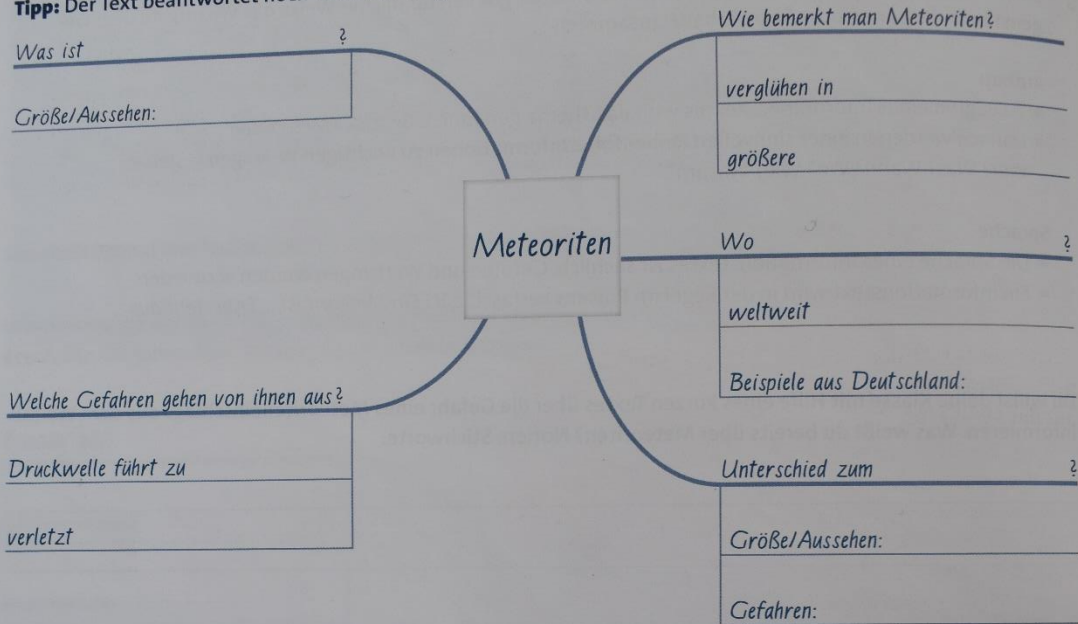 Tipp: Der Text beantwortet
Was ist ?
Größe/Aussehen:
Wie bemerkt man Meteoriten?
verglühen in
größere
Meteoriten
Wo ?
weltweit
Beispiele aus Deutschland:
Welche Gefahren gehen von ihnen aus?
Druckwelle führt zu
verletzt
Unterschied zum ?
Größe/Aussehen:
Gefahren: